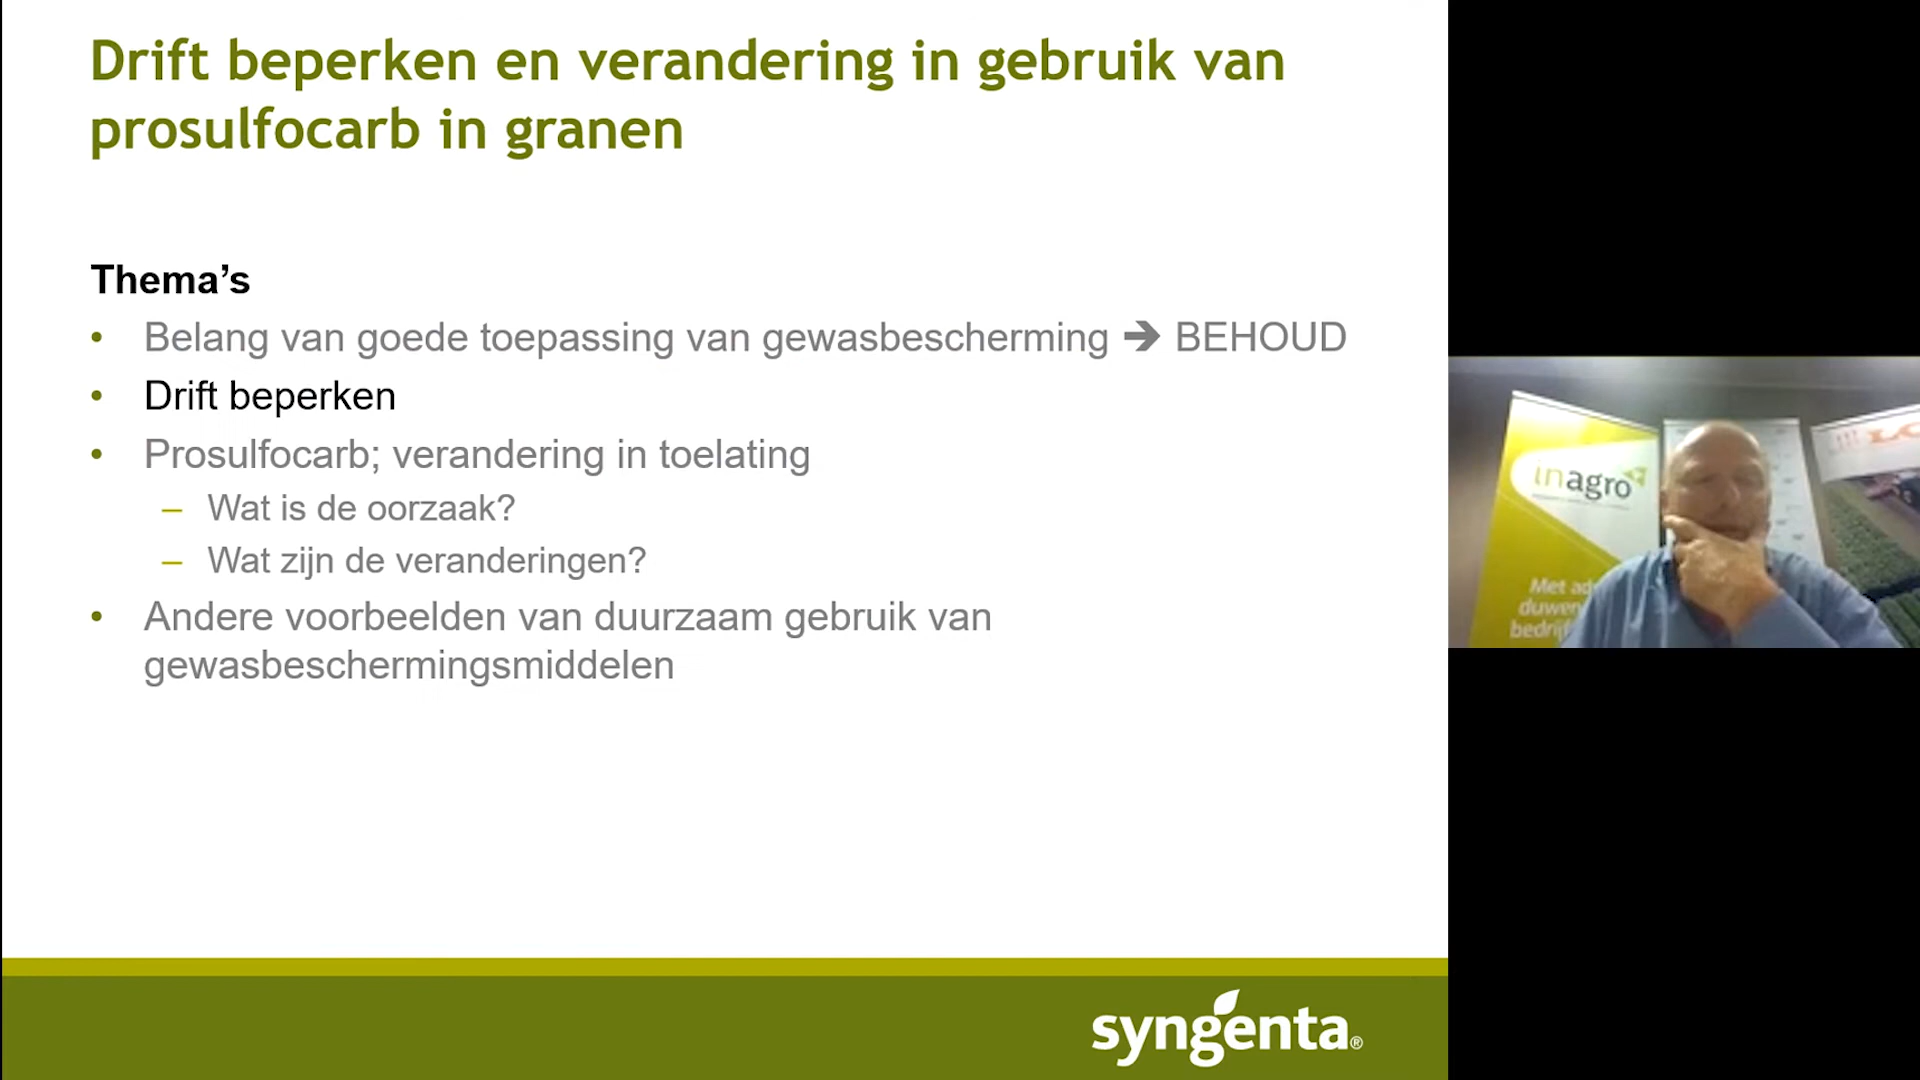 Drift beperken en verandering in gebruik van
prosulfocarb in granen
Thema’s
• Belang van goede toepassing van gewasbescherming ➔ BEHOUD
• Drift beperken
• Prosulfocarb; verandering in toelating
– Wat is de oorzaak?
– Wat zijn de veranderingen?
• Andere voorbeelden van duurzaam gebruik van
gewasbeschermingsmiddelen
inagro
Met
duwen
bedrijf
syngenta®